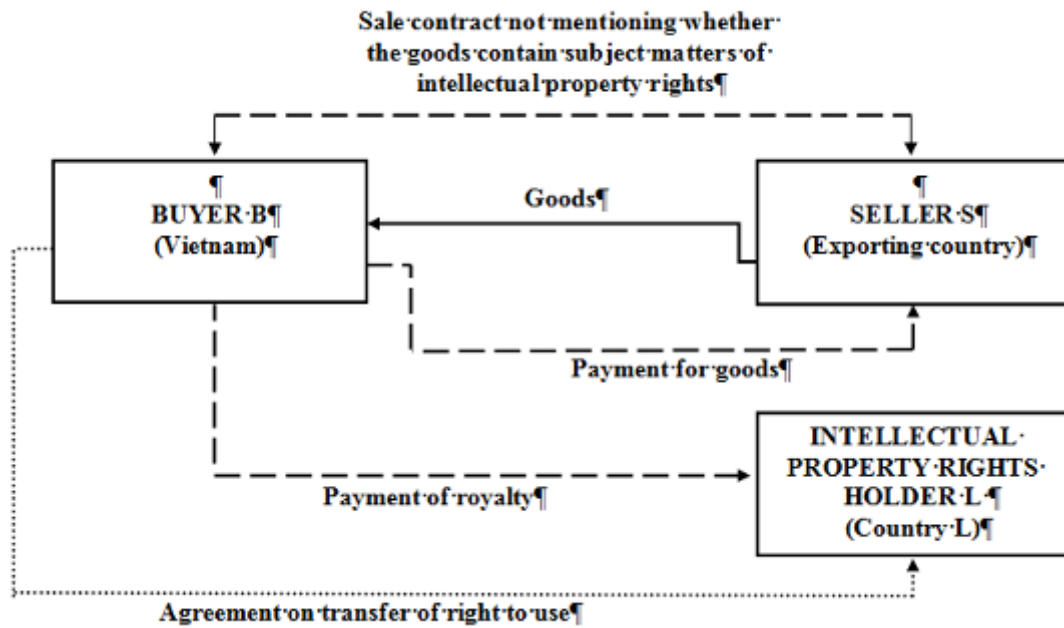 Sale·contract·not·mentioning·whether·
the·goods·contain·subject·matters·of·
intellectual·property·rights¶
¶
BUYER·B¶
(Vietnam)¶
Goods¶
¶
SELLER·S¶
(Exporting·country)¶
Payment·for·goods¶
INTELLECTUAL·
PROPERTY·RIGHTS·
HOLDER·L·¶
(Country·L)¶
Payment·of·royalty¶
Agreement·on·transfer·of·right·to·use¶